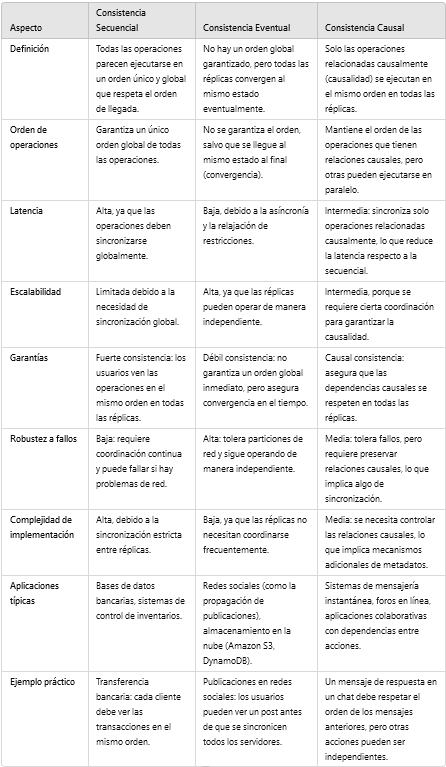 Aspecto
Consistencia
Secuencial
Consistencia Eventual
Consistencia Causal
Definición
Todas las operaciones
parecen ejecutarse en
un orden único y global
que respeta el orden
de llegada.
No hay un orden global
garantizado, pero todas las
réplicas convergen al
mismo estado
eventualmente.
Solo las operaciones
relacionadas causalmente
(causalidad) se ejecutan en
el mismo orden en todas las
réplicas.
Orden de
operaciones
Garantiza un único
orden global de todas
las operaciones.
No se garantiza el orden,
salvo que se llegue al
mismo estado al final
(convergencia).
Mantiene el orden de las
operaciones que tienen
relaciones causales, pero
otras pueden ejecutarse en
paralelo.
Latencia
Alta, ya que las
operaciones deben
sincronizarse
globalmente.
Baja, debido a la asíncronía
y la relajación de
restricciones.
Intermedia: sincroniza solo
operaciones relacionadas
causalmente, lo que reduce
la latencia respecto a la
secuencial.
Escalabilidad
Limitada debido a la
necesidad de
sincronización global.
Alta, ya que las réplicas
pueden operar de manera
independiente.
Intermedia, porque se
requiere cierta coordinación
para garantizar la
causalidad.
Garantías
Fuerte consistencia: los
usuarios ven las
operaciones en el
mismo orden en todas
las réplicas.
Débil consistencia: no
garantiza un orden global
inmediato, pero asegura
convergencia en el tiempo.
Causal consistencia:
asegura que las
dependencias causales se
respeten en todas las
réplicas.
Robustez a fallos
Baja: requiere
coordinación continua
y puede fallar si hay
problemas de red.
Alta: tolera particiones de
red y sigue operando de
manera independiente.
Media: tolera fallos, pero
requiere preservar
relaciones causales, lo que
implica algo de
sincronización.
Complejidad de
implementación
Alta, debido a la
sincronización estricta
entre réplicas.
Baja, ya que las réplicas no
necesitan coordinarse
frecuentemente.
Media: se necesita controlar
las relaciones causales, lo
que implica mecanismos
adicionales de metadatos.
Aplicaciones
típicas
Bases de datos
bancarias, sistemas de
control de inventarios.
Redes sociales (como la
propagación de
publicaciones),
almacenamiento en la
nube (Amazon S3,
DynamoDB).
Sistemas de mensajería
instantánea, foros en línea,
aplicaciones colaborativas
con dependencias entre
acciones.
Ejemplo práctico
Transferencia
bancaria: cada cliente
debe ver las
transacciones en el
mismo orden.
Publicaciones en redes
sociales: los usuarios
pueden ver un post antes
de que se sincronicen
todos los servidores.
Un mensaje de respuesta en
un chat debe respetar el
orden de los mensajes
anteriores, pero otras
acciones pueden ser
independientes.